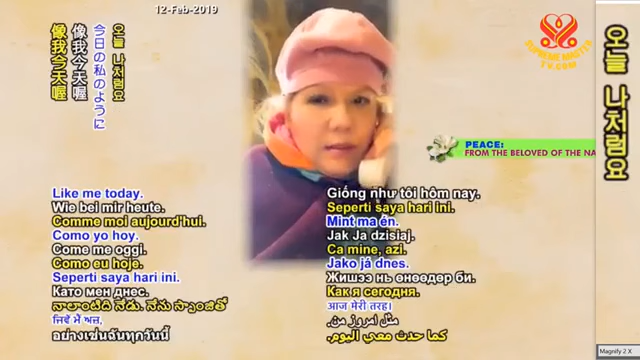 12-Feb-2019
오늘 나처럼요
今日の私のように
像我今天喔
像我今天喔
SUPREME MASTER
TV.COM
오늘 나처럼요
PEACE:
FROM THE BELOVED OF THE NA
Like me today.
Wie bei mir heute.
Comme moi aujourd'hui.
Como yo hoy.
Come me oggi.
Como eu hoje.
Seperti saya hari ini.
Като мен днес.
నాలాంటిది నేడు. నేను స్పాంజితో
ਜਿਵੇਂ ਮੈਂ ਅੱਜ,
อย่างเช่นฉันทุกวันนี้
Giống như tôi hôm nay.
Seperti saya hari ini.
Mint ma én.
Jak Ja dzisiaj.
Ca mine, azi.
Jako já dnes.
Жишээ нь өнөөдөр би.
Как я сегодня.
आज मेरी तरह।
مثل امروز من.
كما حدث معي اليوم.
Magnify 2 X